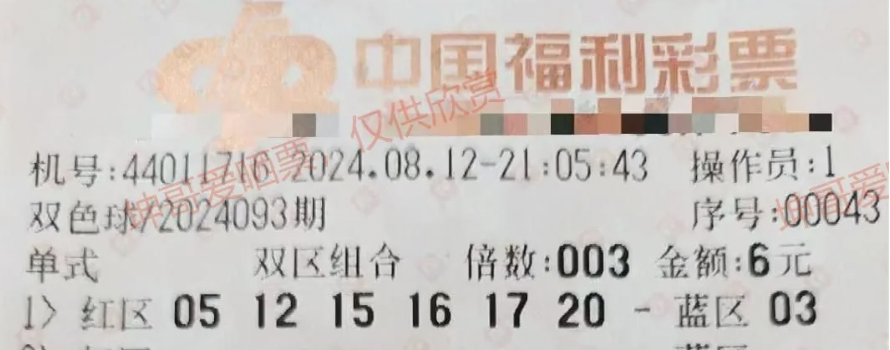 中国福利彩票
仅供欣赏
机号:44011716 2024.08.12-21:05:43 操作员:1
双色球/2024093期 序号:00043
单式 双区组合 倍数:003 金额:6元
1> 红区 05 12 15 16 17 20 - 蓝区 03